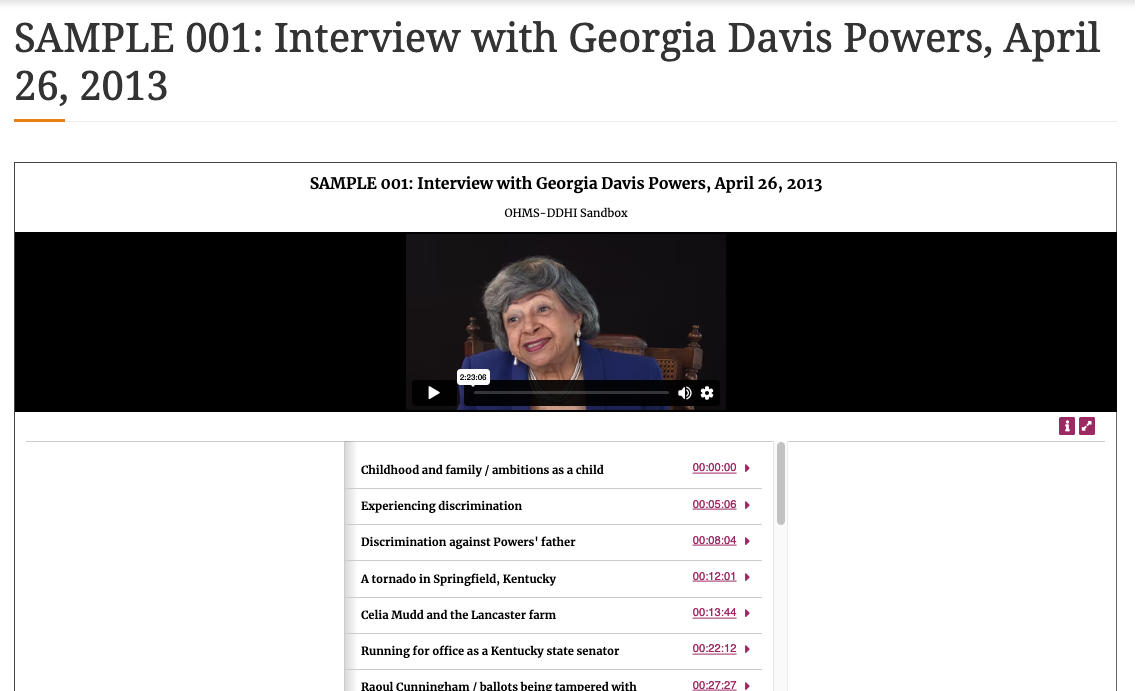 SAMPLE 001: Interview with Georgia Davis Powers, April
26, 2013
SAMPLE 001: Interview with Georgia Davis Powers, April 26, 2013
OHMS-DDHI Sandbox
2:23:06
i
Childhood and family / ambitions as a child 00:00:00
Experiencing discrimination 00:05:06
Discrimination against Powers' father 00:08:04
A tornado in Springfield, Kentucky 00:12:01
Celia Mudd and the Lancaster farm 00:13:44
Running for office as a Kentucky state senator 00:22:12
Raoul Cunningham / ballots being tampered with 00:27:27